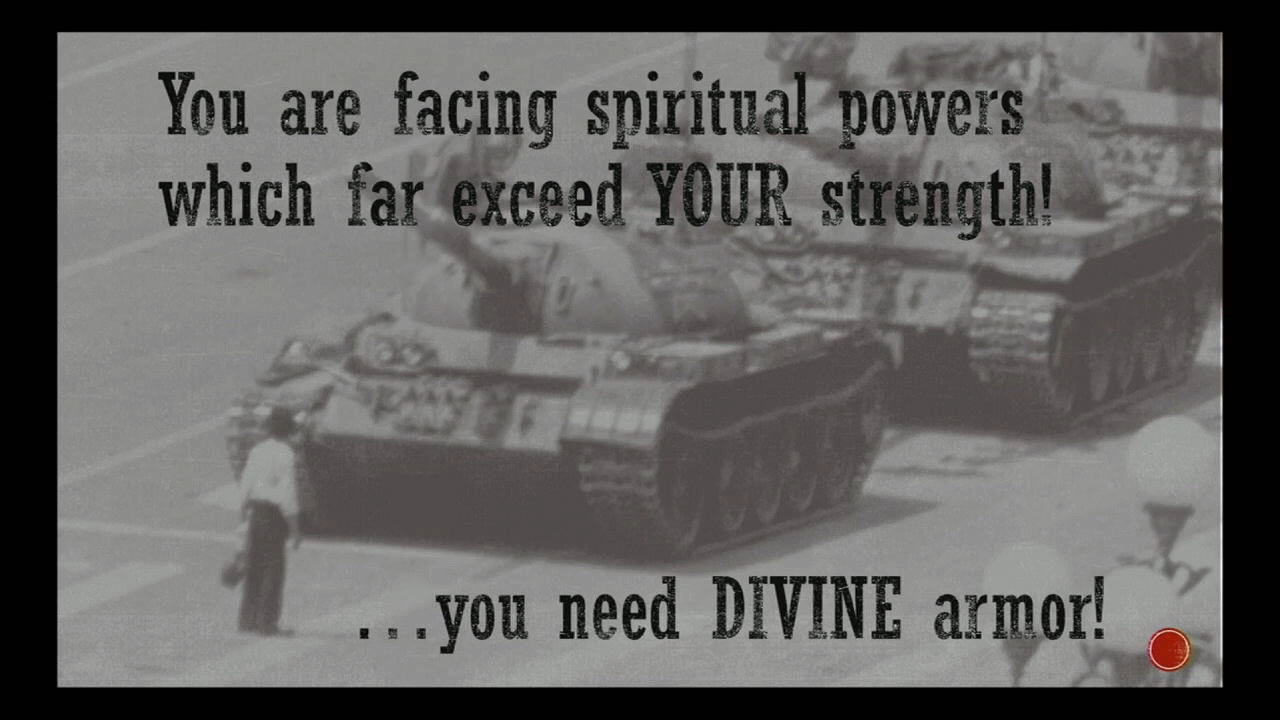 You are facing spiritual powers
which far exceed YOUR strength!
...you need DIVINE armor!